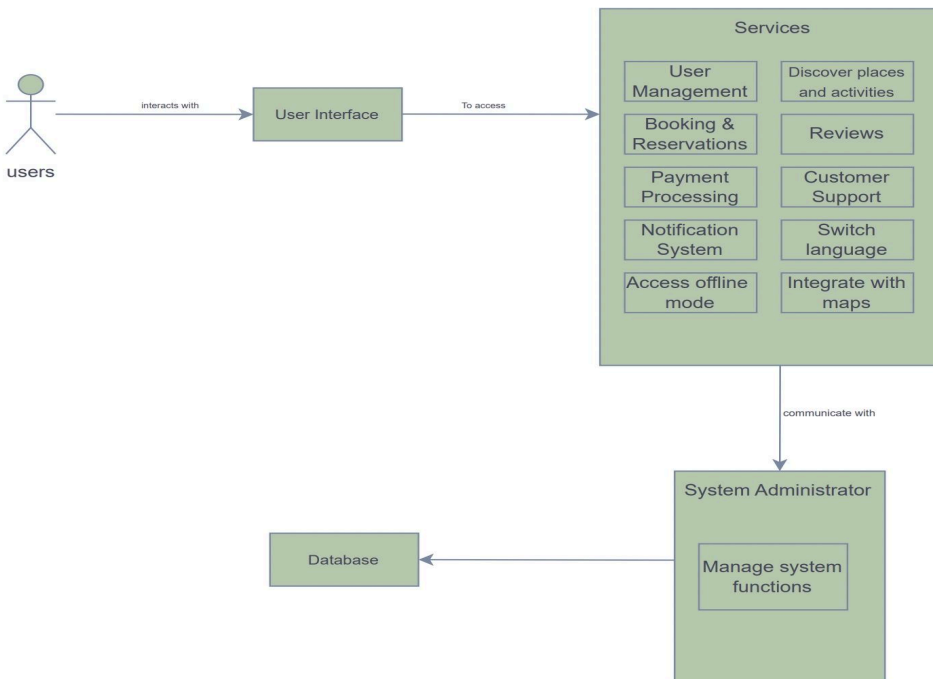 Services
User
Management
Discover places
and activities
interacts with
User Interface
To access
Booking &
Reservations
Reviews
users
Payment
Processing
Customer
Support
Notification
System
Switch
language
Access offline
mode
Integrate with
maps
communicate with
System Administrator
Database
Manage system
functions